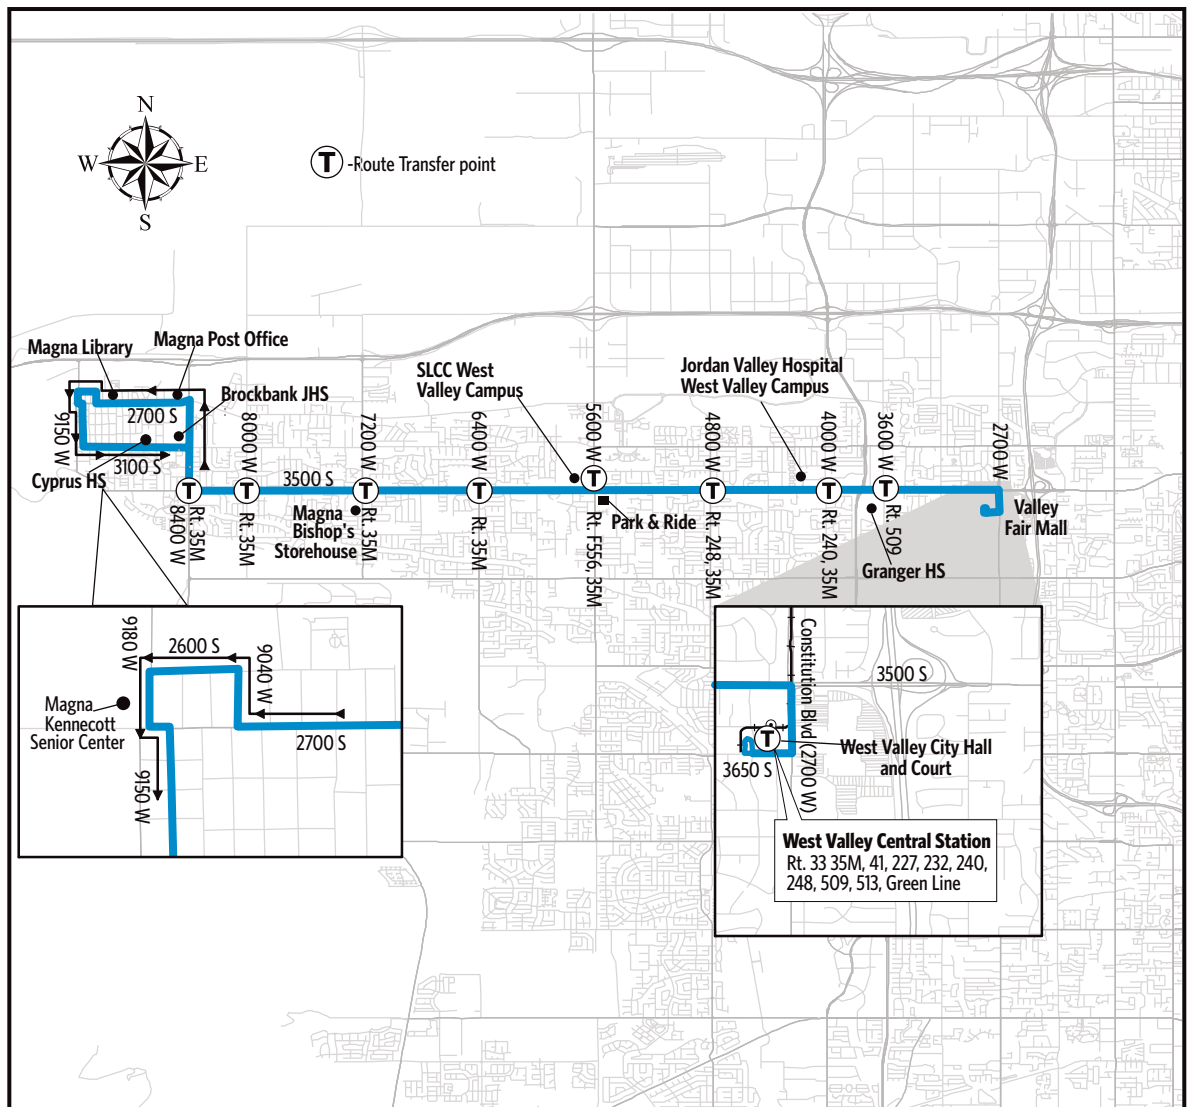 N
W
E
S
T
-Route Transfer point
Magna Library
Magna Post Office
Brockbank JHS
2700 S
9150 W
3100 S
Cyprus HS
8000 W
7200 W
6400 W
5600 W
4800 W
4000 W
3600 W
2700 W
SLCC West
Valley Campus
Jordan Valley Hospital
West Valley Campus
T
T
T
T
T
T
T
T
3500 S
8400 W
Rt. 35M
Rt. 35M
Magna
Bishop's
Storehouse
Rt. 35M
Rt. 35M
Rt. F556, 35M
Park & Ride
Rt. 248, 35M
Rt. 240, 35M
Rt. 509
Granger HS
Valley
Fair Mall
9180 W
2600 S
9040 W
Magna
Kennecott
Senior Center
2700 S
9150 W
Constitution Blvd (2700 W)
3500 S
T
3650 S
West Valley City Hall
and Court
West Valley Central Station
Rt. 33 35M, 41, 227, 232, 240,
248, 509, 513, Green Line